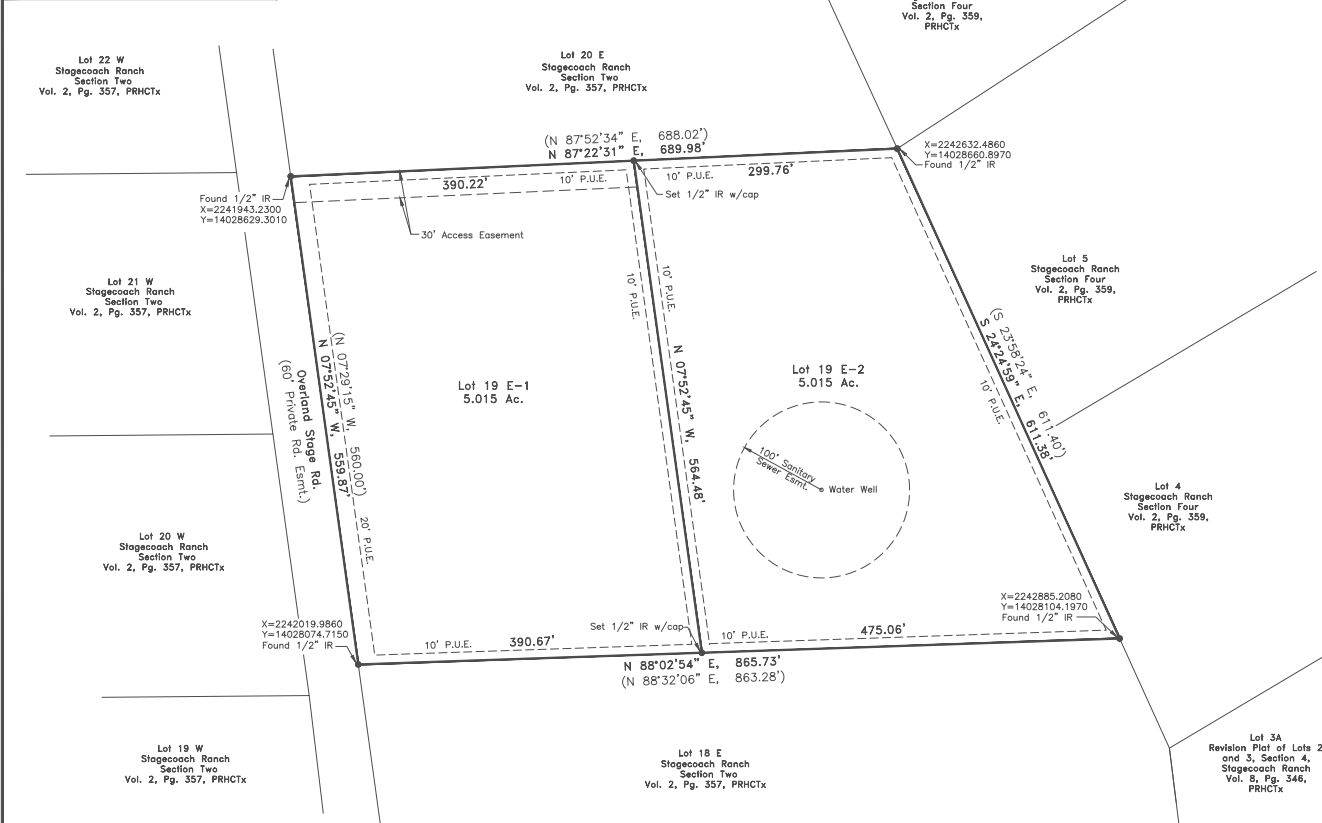 Section Four
Vol. 2, Pg. 359,
PRHCTx
Lot 22 W
Stagecoach Ranch
Section Two
Vol. 2, Pg. 357, PRHCTx
Lot 20 E
Stagecoach Ranch
Section Two
Vol. 2, Pg. 357, PRHCTx
(N 87°52'34" E, 688.02')
N 87°22'31" E, 689.98'
X=2242632.4860
Y=14028660.8970
Found 1/2" IR
Found 1/2" IR
X=2241943.2300
Y=14028629.3010
390.22'
10' P.U.E.
10' P.U.E.
299.76'
Set 1/2" IR w/cap
30' Access Easement
Lot 21 W
Stagecoach Ranch
Section Two
Vol. 2, Pg. 357, PRHCTx
Lot 5
Stagecoach Ranch
Section Four
Vol. 2, Pg. 359,
PRHCTx
10' P.U.E.
10' P.U.E.
(N 07°29'15" W, 560.00')
N 07°52'45" W, 559.87'
Overland Stage Rd.
(60' Private Rd. Esmt.)
20' P.U.E.
Lot 19 E-1
5.015 Ac.
N 07°52'45" W, 564.48'
Lot 19 E-2
5.015 Ac.
(S 23°58'24" E, 611.40')
S 24°24'59" E, 611.38'
10' P.U.E.
100' Sanitary
Sewer Esmt.
Water Well
Lot 4
Stagecoach Ranch
Section Four
Vol. 2, Pg. 359,
PRHCTx
Lot 20 W
Stagecoach Ranch
Section Two
Vol. 2, Pg. 357, PRHCTx
X=2242019.9860
Y=14028074.7150
Found 1/2" IR
X=2242885.2080
Y=14028104.1970
Found 1/2" IR
10' P.U.E.
390.67'
Set 1/2" IR w/cap
10' P.U.E.
475.06'
N 88°02'54" E, 865.73'
(N 88°32'06" E, 863.28')
Lot 19 W
Stagecoach Ranch
Section Two
Vol. 2, Pg. 357, PRHCTx
Lot 18 E
Stagecoach Ranch
Section Two
Vol. 2, Pg. 357, PRHCTx
Lot 3A
Revision Plat of Lots 2
and 3, Section 4,
Stagecoach Ranch
Vol. 8, Pg. 346,
PRHCTx